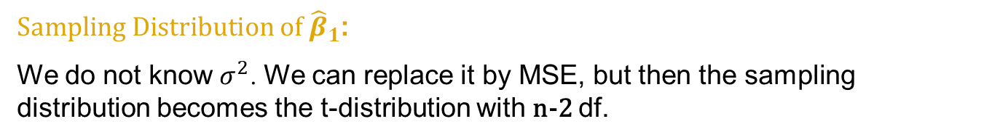 Sampling Distribution of β̂₁:
We do not know σ². We can replace it by MSE, but then the sampling
distribution becomes the t-distribution with n-2 df.